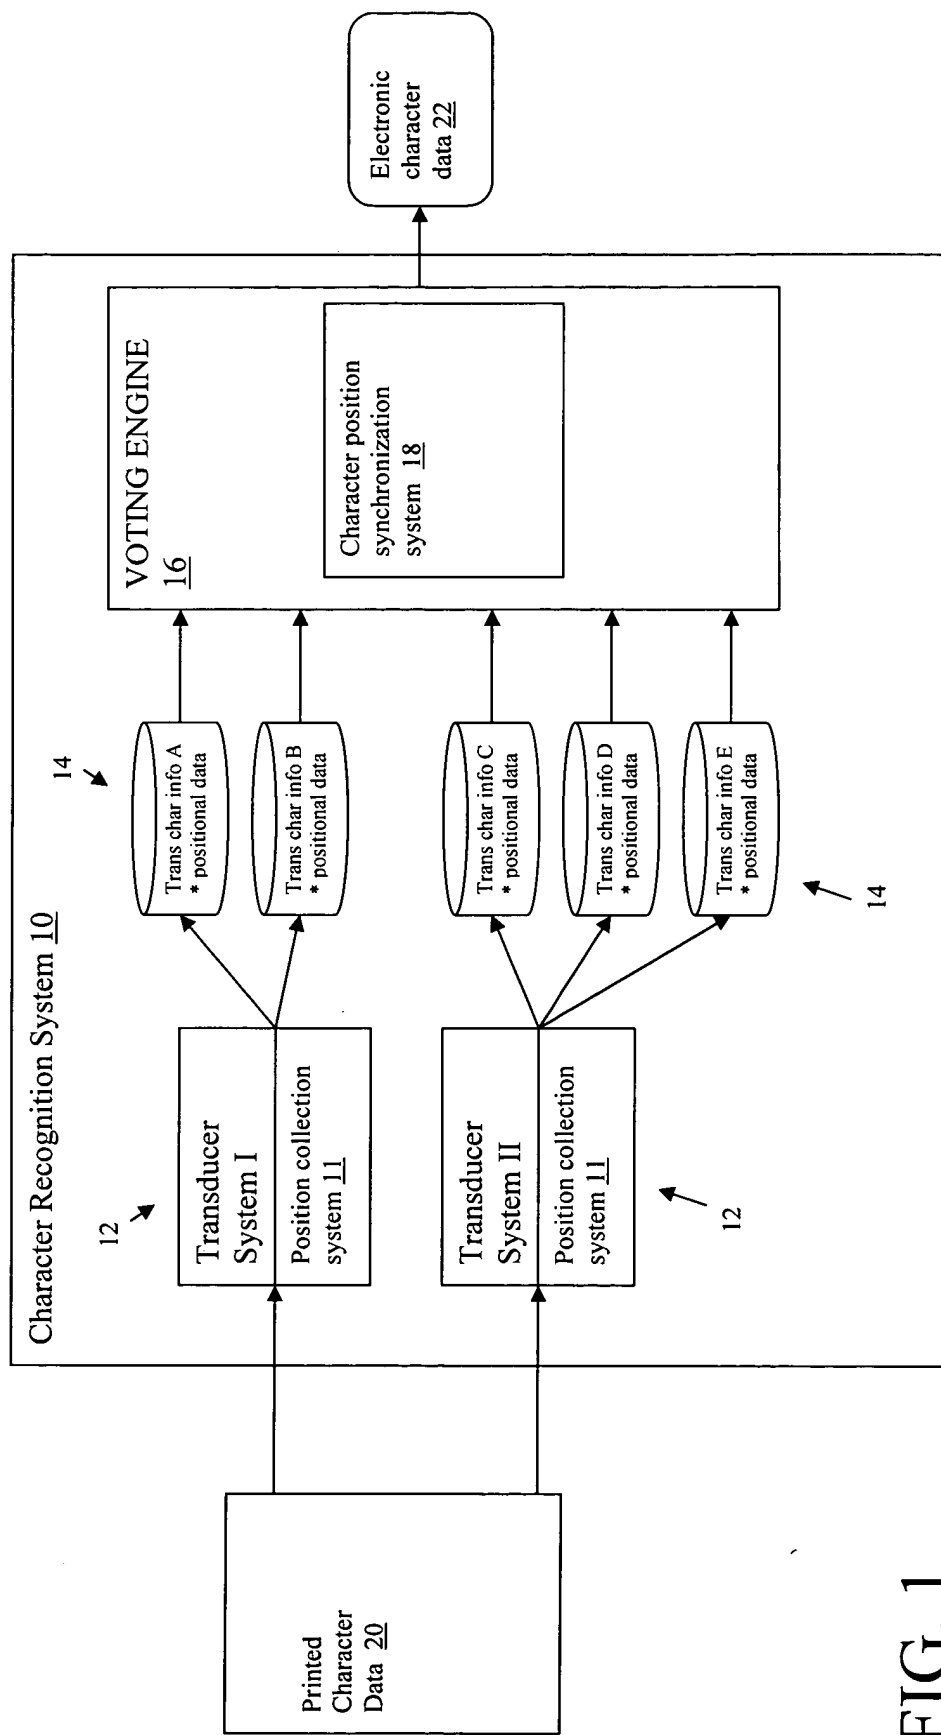 Character Recognition System 10
Printed
Character
Data 20
12
Transducer
System I
Position collection
system 11
Transducer
System II
Position collection
system 11
12
14
Trans char info A
* positional data
Trans char info B
* positional data
Trans char info C
* positional data
Trans char info D
* positional data
Trans char info E
* positional data
14
VOTING ENGINE
16
Character position
synchronization
system 18
Electronic
character
data 22
FIG. 1